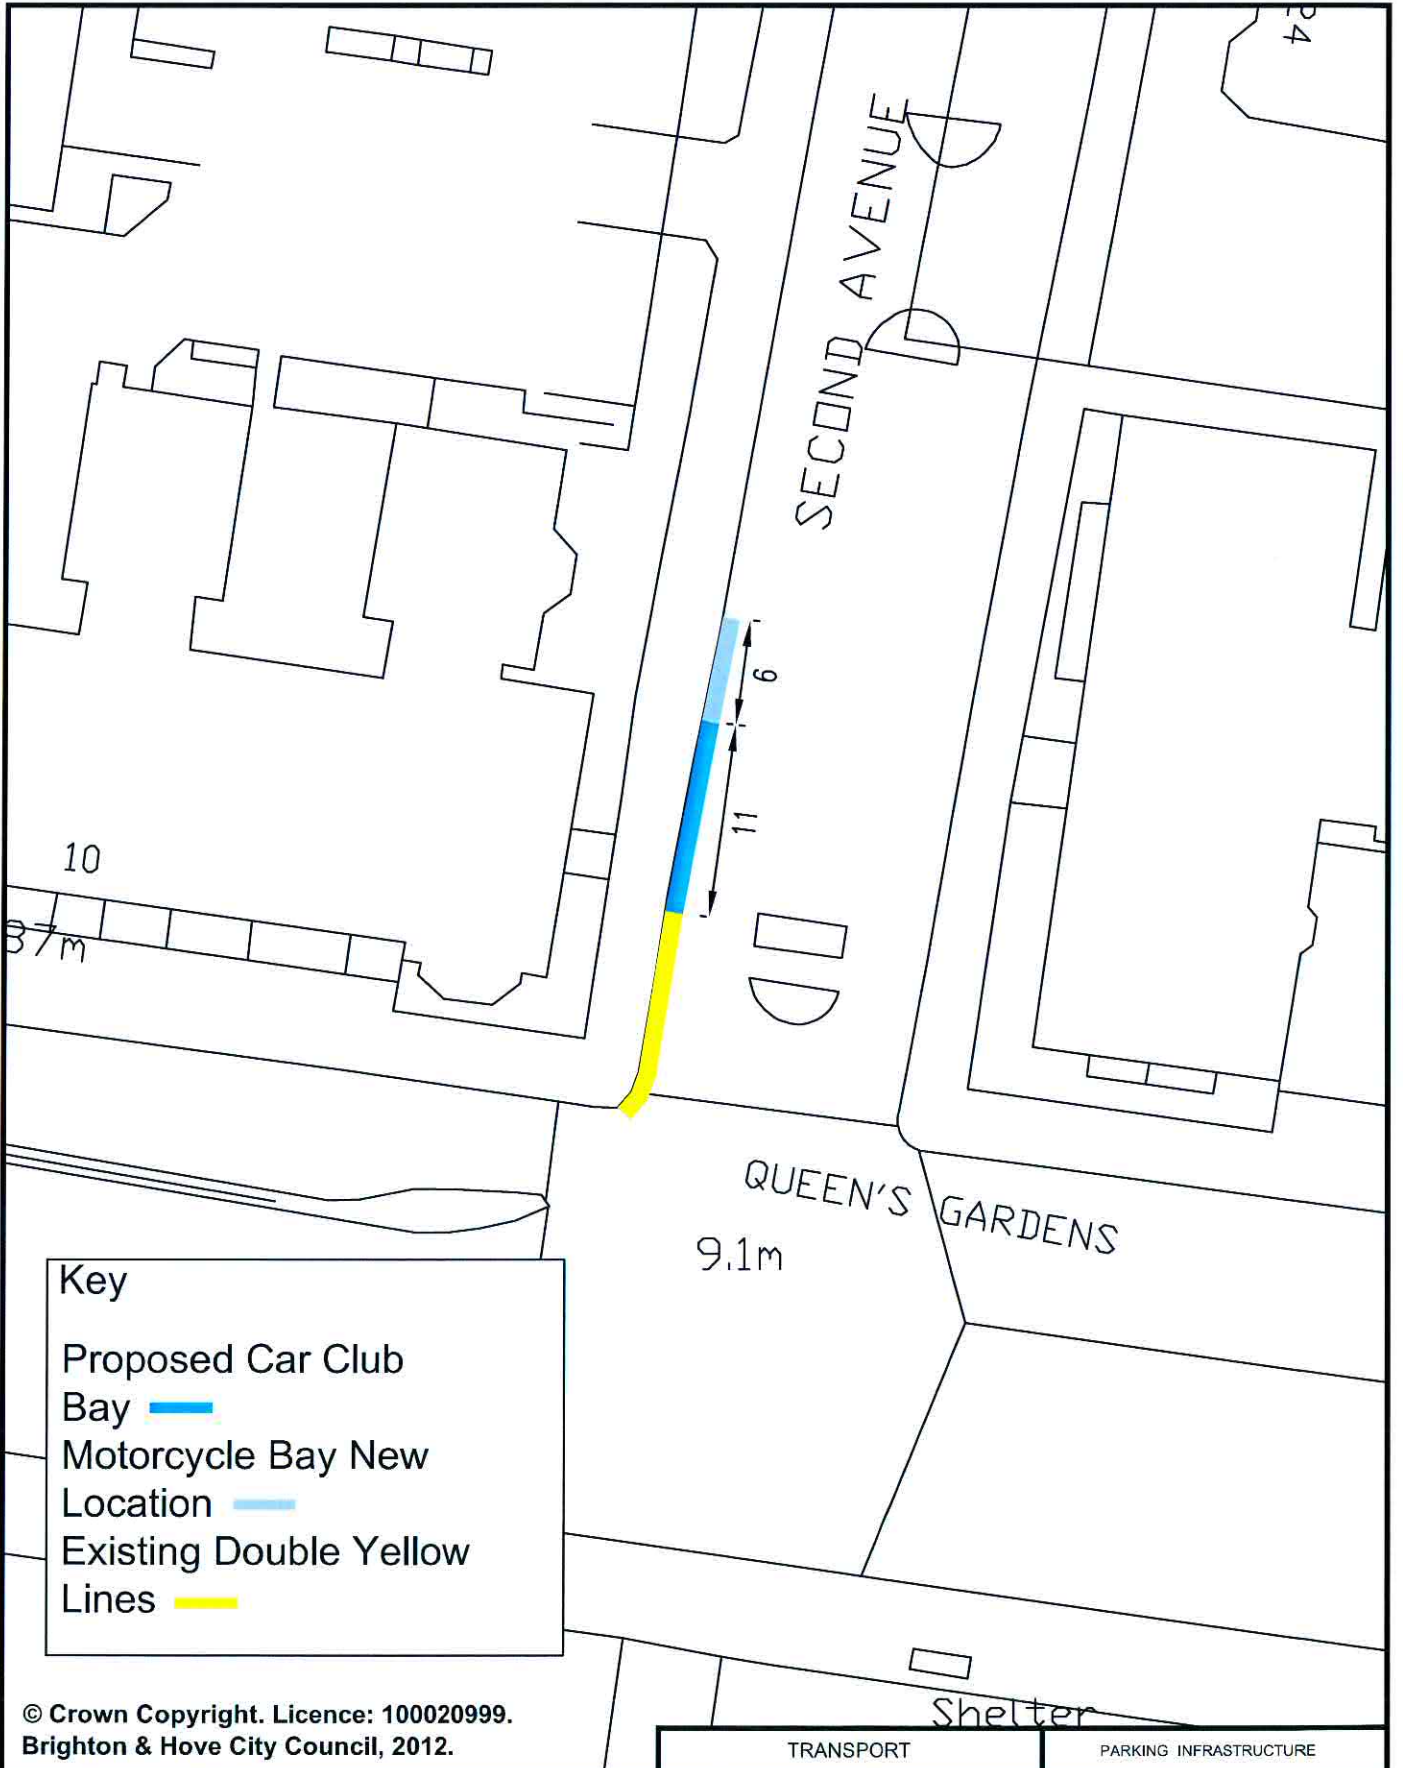 SECOND AVENUE
6
11
10
37m
QUEEN'S GARDENS
9.1m
Key
Proposed Car Club
Bay
Motorcycle Bay New
Location
Existing Double Yellow
Lines
Shelter
© Crown Copyright. Licence: 100020999.
Brighton & Hove City Council, 2012.
TRANSPORT
PARKING INFRASTRUCTURE